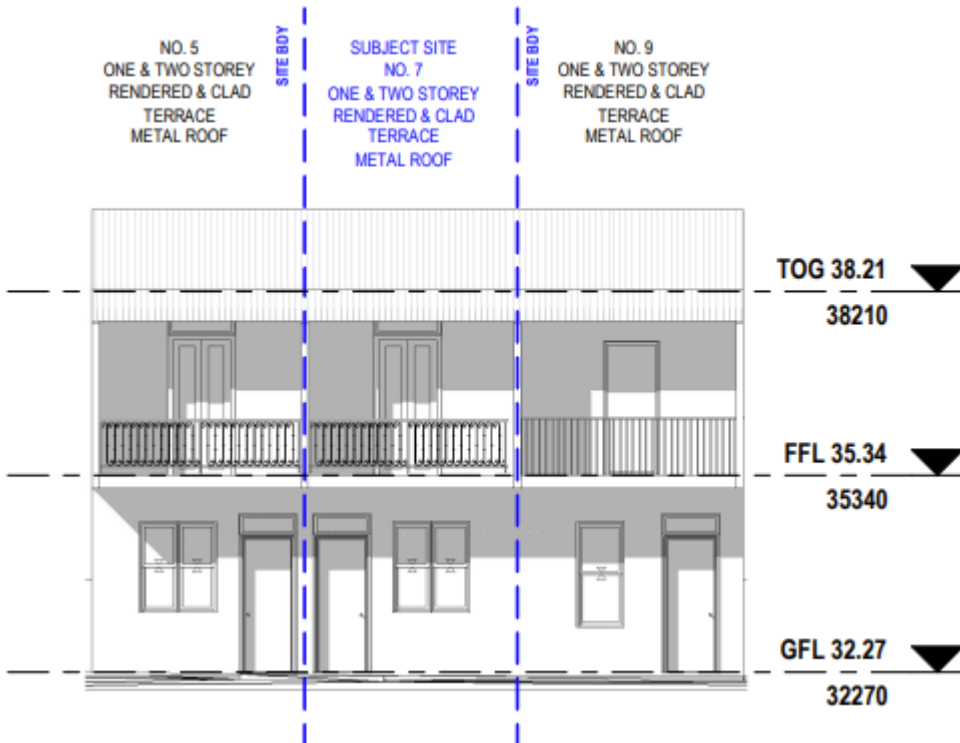 NO. 5
ONE & TWO STOREY
RENDERED & CLAD
TERRACE
METAL ROOF
SITE BDY
SUBJECT SITE
NO. 7
ONE & TWO STOREY
RENDERED & CLAD
TERRACE
METAL ROOF
SITE BDY
NO. 9
ONE & TWO STOREY
RENDERED & CLAD
TERRACE
METAL ROOF
TOG 38.21
38210
FFL 35.34
35340
GFL 32.27
32270